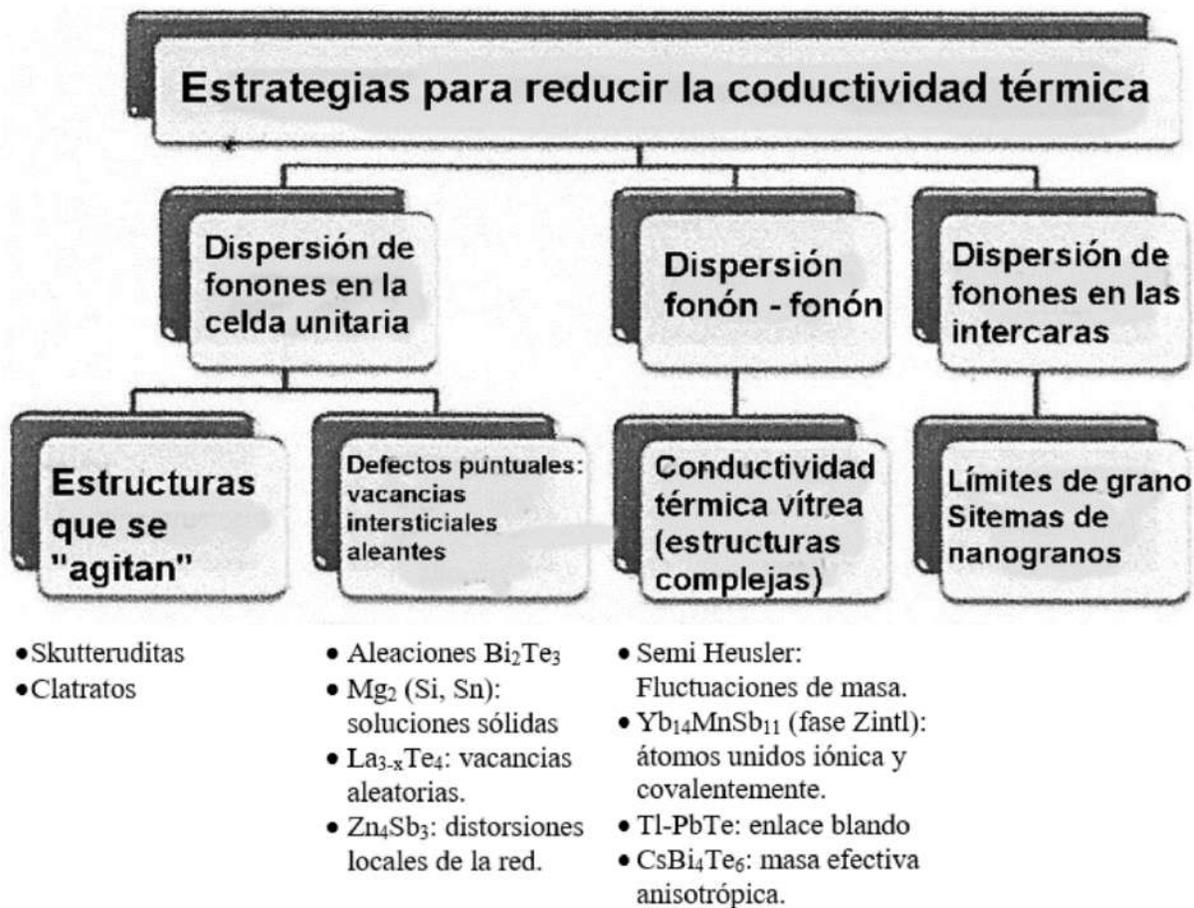 Estrategias para reducir la coductividad térmica
Dispersión de
fonones en la
celda unitaria
Dispersión
fonón - fonón
Dispersión de
fonones en las
intercaras
Estructuras
que se
"agitan"
Defectos puntuales:
vacancias
intersticiales
aleantes
Conductividad
térmica vítrea
(estructuras
complejas)
Límites de grano
Sitemas de
nanogranos
•Skutteruditas
•Clatratos
• Aleaciones Bi₂Te₃
• Mg₂ (Si, Sn):
soluciones sólidas
• La₃₋ₓTe₄: vacancias
aleatorias.
• Zn₄Sb₃: distorsiones
locales de la red.
• Semi Heusler:
Fluctuaciones de masa.
• Yb₁₄MnSb₁₁ (fase Zintl):
átomos unidos iónica y
covalentemente.
• Tl-PbTe: enlace blando
• CsBi₄Te₆: masa efectiva
anisotrópica.